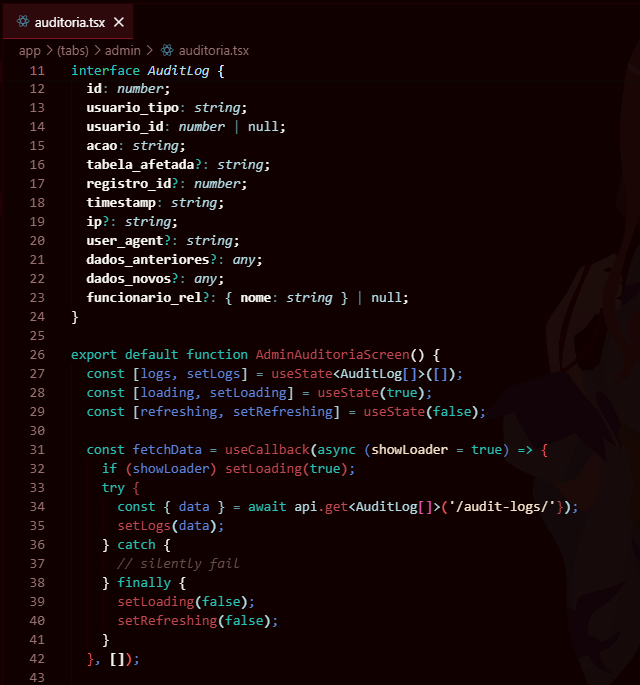 auditoria.tsx ×
app > (tabs) > admin > auditoria.tsx
11 interface AuditLog {
12   id: number;
13   usuario_tipo: string;
14   usuario_id: number | null;
15   acao: string;
16   tabela_afetada?: string;
17   registro_id?: number;
18   timestamp: string;
19   ip?: string;
20   user_agent?: string;
21   dados_anteriores?: any;
22   dados_novos?: any;
23   funcionario_rel?: { nome: string } | null;
24 }
25
26 export default function AdminAuditoriaScreen() {
27   const [logs, setLogs] = useState<AuditLog[]>([]);
28   const [loading, setLoading] = useState(true);
29   const [refreshing, setRefreshing] = useState(false);
30
31   const fetchData = useCallback(async (showLoader = true) => {
32     if (showLoader) setLoading(true);
33     try {
34       const { data } = await api.get<AuditLog[]>('/audit-logs/'});
35       setLogs(data);
36     } catch {
37       // silently fail
38     } finally {
39       setLoading(false);
40       setRefreshing(false);
41     }
42   }, []);
43